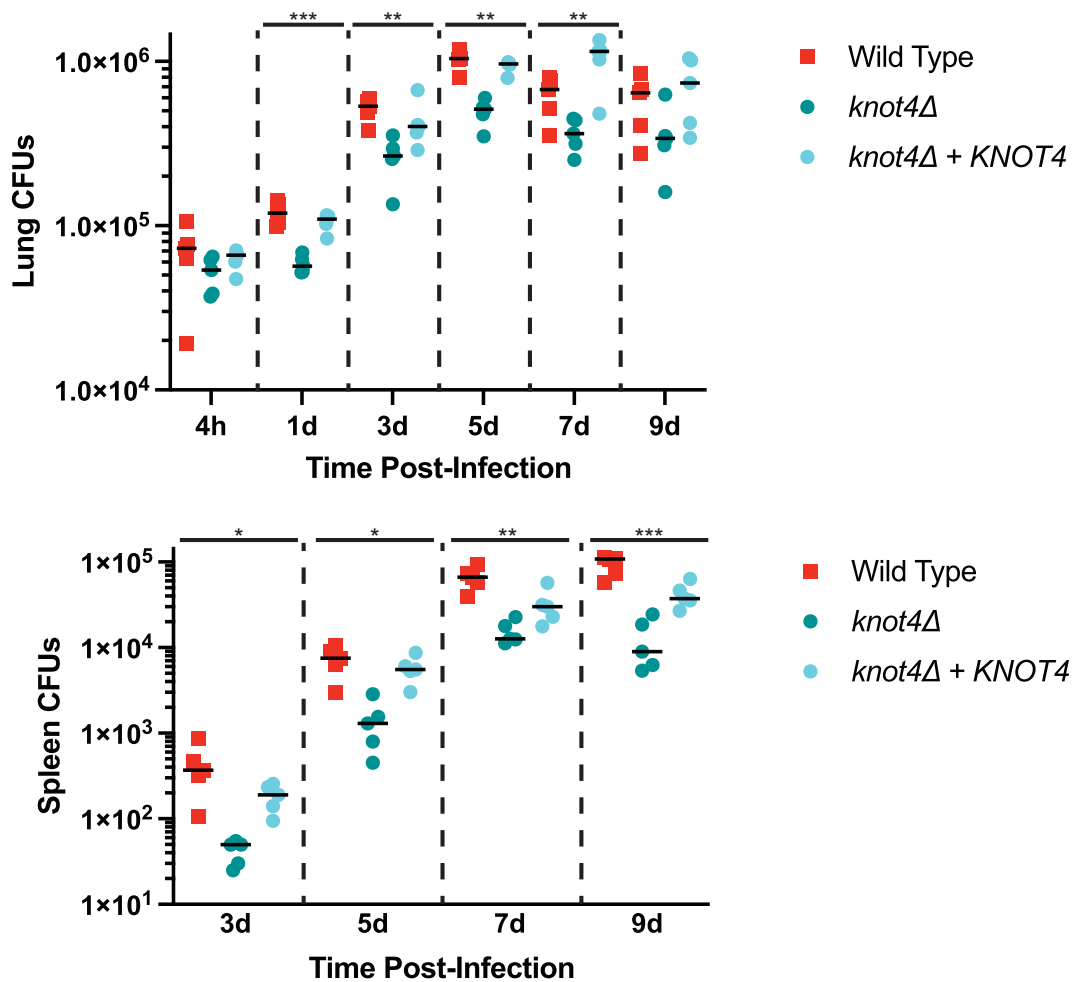 *** ** ** **
1.0×10⁶
1.0×10⁵
1.0×10⁴
Lung CFUs
4h 1d 3d 5d 7d 9d
Time Post-Infection
Wild Type
knot4Δ
knot4Δ + KNOT4
* * ** ***
1×10⁵
1×10⁴
1×10³
1×10²
1×10¹
Spleen CFUs
3d 5d 7d 9d
Time Post-Infection
Wild Type
knot4Δ
knot4Δ + KNOT4